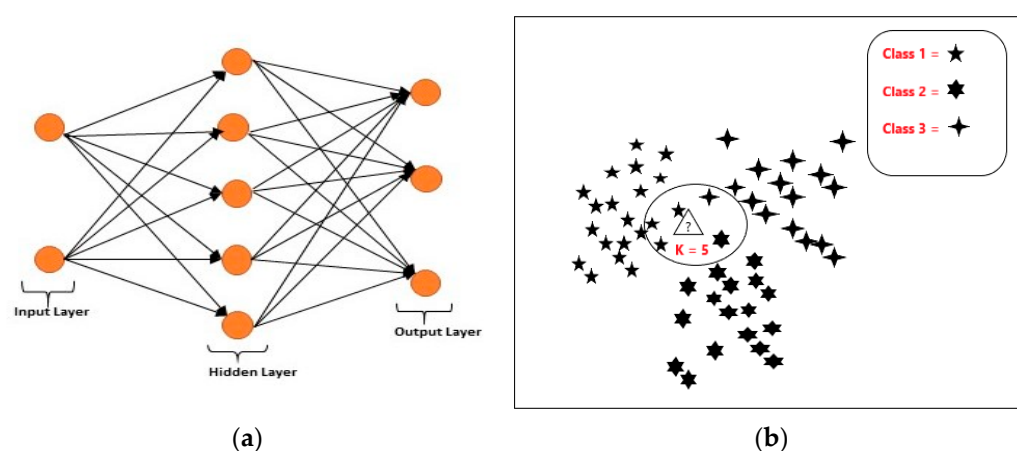 Input Layer
Hidden Layer
Output Layer
(a)
Class 1 =
Class 2 =
Class 3 =
?
K = 5
(b)